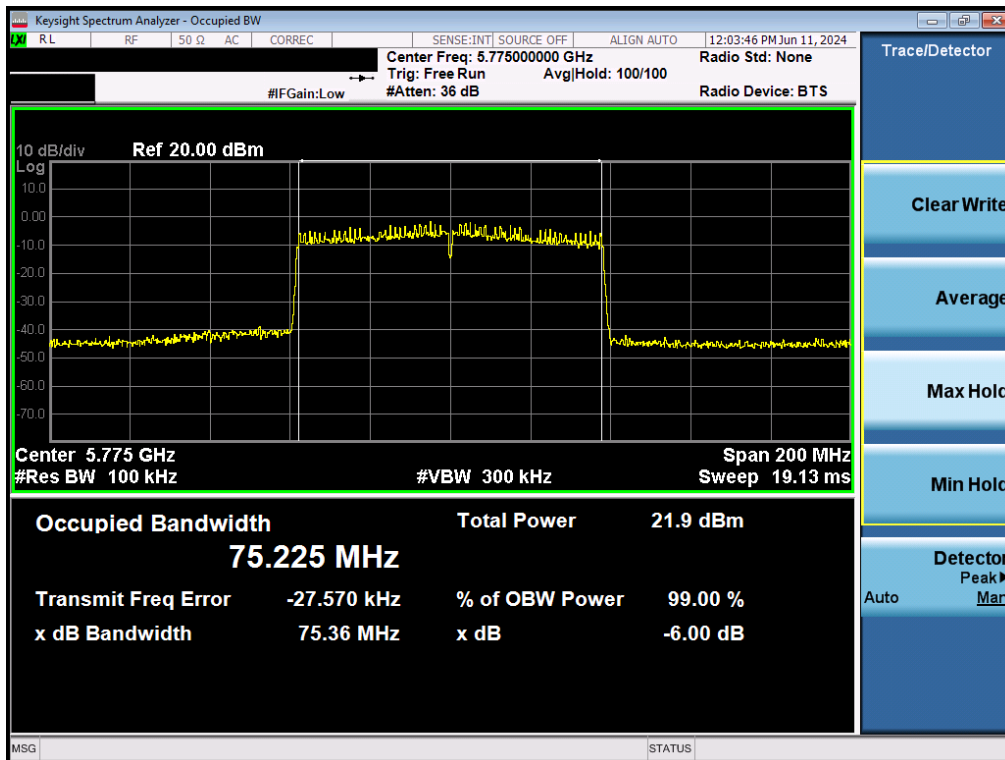 Keysight Spectrum Analyzer - Occupied BW
LXI RL RF 50 Ω AC CORREC SENSE:INT SOURCE OFF ALIGN AUTO 12:03:46 PM Jun 11, 2024
Center Freq: 5.775000000 GHz Radio Std: None
Trig: Free Run Avg|Hold: 100/100
#IFGain:Low #Atten: 36 dB Radio Device: BTS
Trace/Detector
10 dB/div Ref 20.00 dBm
Log
10.0
0.00
-10.0
-20.0
-30.0
-40.0
-50.0
-60.0
-70.0
Center 5.775 GHz Span 200 MHz
#Res BW 100 kHz #VBW 300 kHz Sweep 19.13 ms
Occupied Bandwidth Total Power 21.9 dBm
75.225 MHz
Transmit Freq Error -27.570 kHz % of OBW Power 99.00 %
x dB Bandwidth 75.36 MHz x dB -6.00 dB
Clear Write
Average
Max Hold
Min Hold
Detector
Peak
Auto Man
MSG STATUS